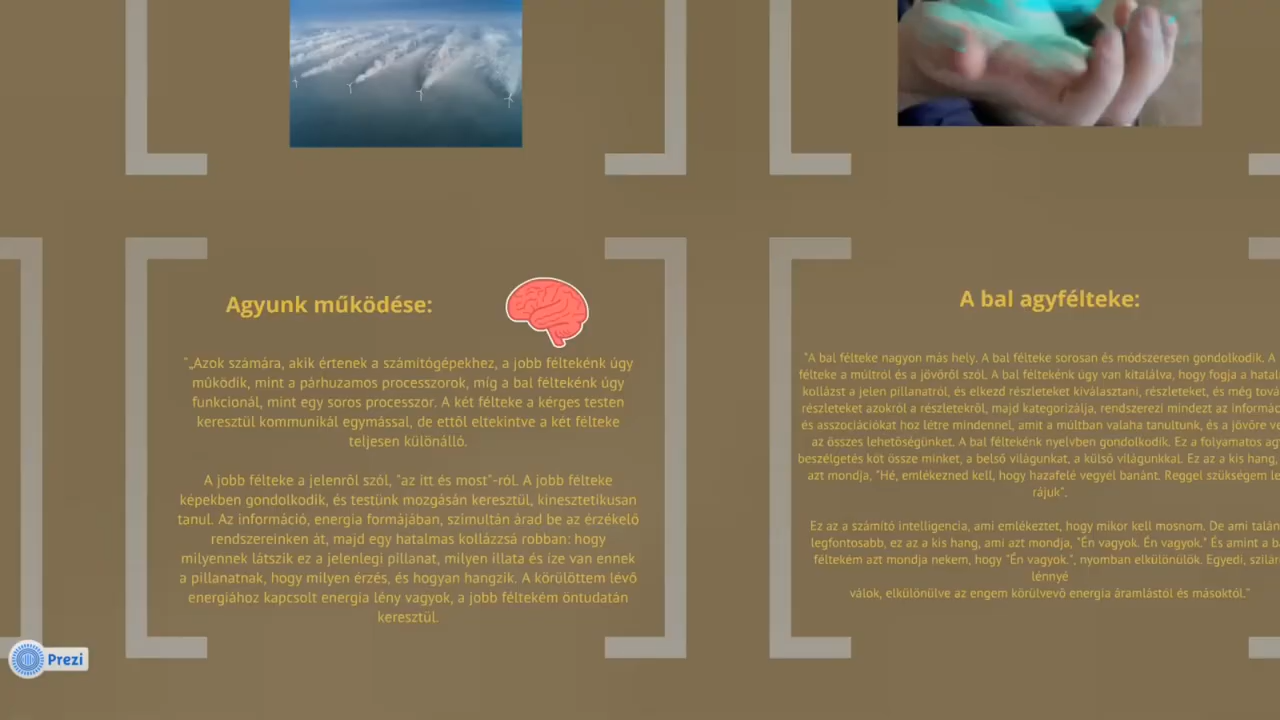 Agyunk működése:
"„Azok számára, akik értenek a számítógépekhez, a jobb féltekénk úgy
működik, mint a párhuzamos processzorok, míg a bal féltekénk úgy
funkcionál, mint egy soros processzor. A két félteke a kérges testen
keresztül kommunikál egymással, de ettől eltekintve a két félteke
teljesen különálló.
A jobb félteke a jelenről szól, "az itt és most"-ról. A jobb félteke
képekben gondolkodik, és testünk mozgásán keresztül, kinesztetikusan
tanul. Az információ, energia formájában, szimultán árad be az érzékelő
rendszereinken át, majd egy hatalmas kollázzsá robban: hogy
milyennek látszik ez a jelenlegi pillanat, milyen illata és íze van ennek
a pillanatnak, hogy milyen érzés, és hogyan hangzik. A körülöttem lévő
energiához kapcsolt energia lény vagyok, a jobb féltekém öntudatán
keresztül.
A bal agyfélteke:
"A bal félteke nagyon más hely. A bal félteke sorosan és módszeresen gondolkodik. A
félteke a múltról és a jövőről szól. A bal féltekénk úgy van kitalálva, hogy fogja a
kollázst a jelen pillanatról, és elkezd részleteket kiválasztani, részleteket, és még
részleteket azokról a részletekről, majd kategorizálja, rendszerezi mindezt az
és asszociációkat hoz létre mindennel, amit a múltban valaha tanultunk, és a jövőre
az összes lehetőségünket. A bal féltekénk nyelvben gondolkodik. Ez a folyamatos
beszélgetés köt össze minket, a belső világunkat, a külső világunkkal. Ez az a kis hang,
azt mondja, "Hé, emlékezned kell, hogy hazafelé vegyél banánt. Reggel szükségem
rájuk".
Ez az a számító intelligencia, ami emlékeztet, hogy mikor kell mosnom. De ami
legfontosabb, ez az a kis hang, ami azt mondja, "Én vagyok. Én vagyok." És amint a
féltekém azt mondja nekem, hogy "Én vagyok.", nyomban elkülönülök. Egyedi,
lénnyé
válok, elkülönülve az engem körülvevő energia áramlástól és másoktól."
Prezi